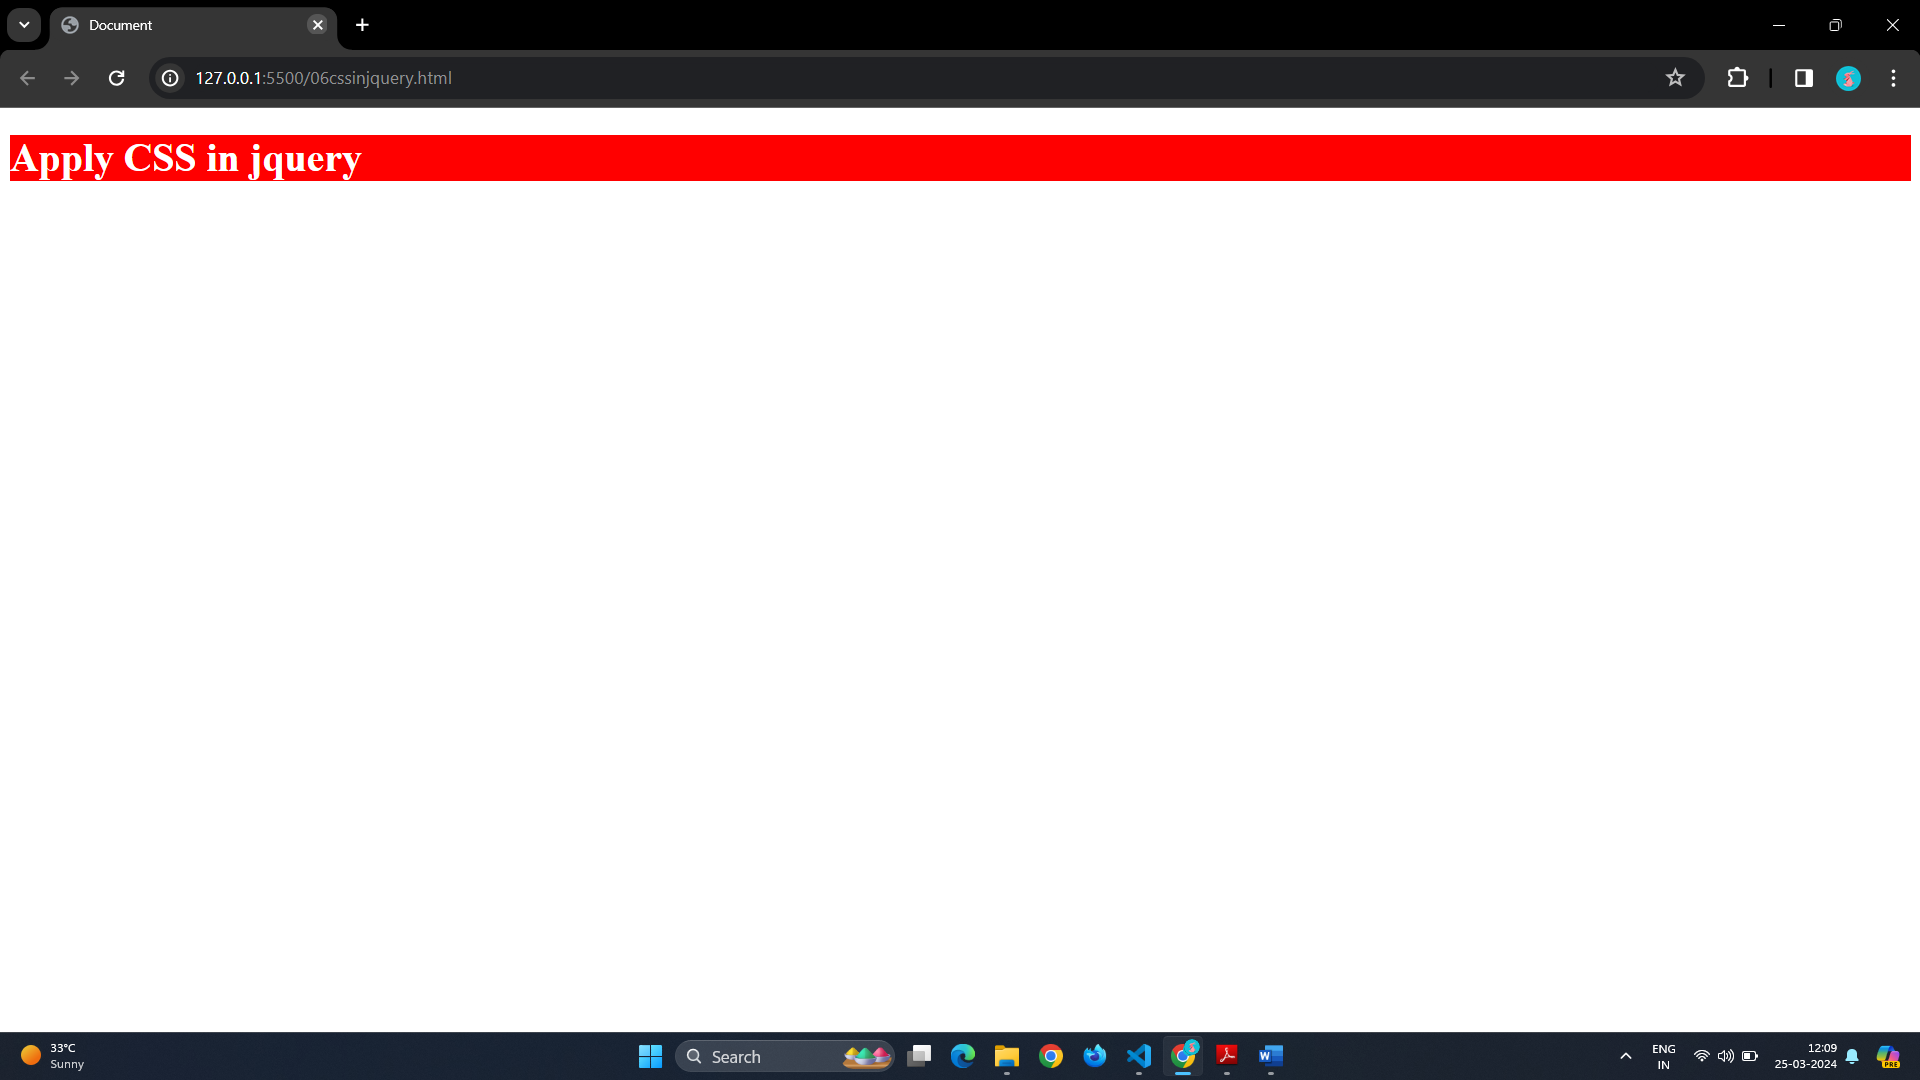 Document
127.0.0.1:5500/06cssinjquery.html
Apply CSS in jquery
33°C
Sunny
Search
W
ENG
IN
12:09
25-03-2024
PRE